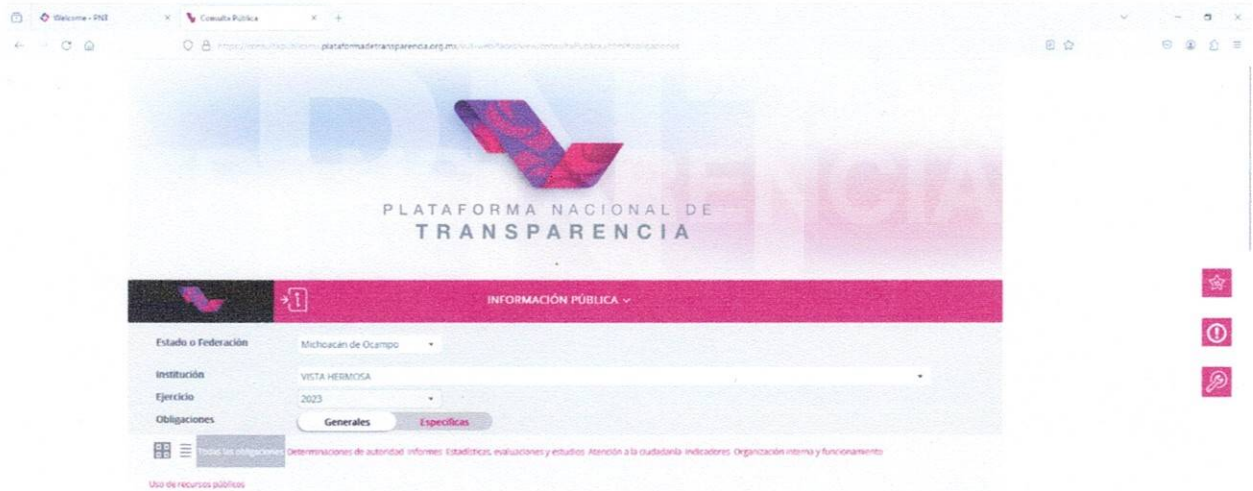 Welcome - PNT
Consulta Pública
plataformadetransparencia.org.mx
PLATAFORMA NACIONAL DE
TRANSPARENCIA
INFORMACIÓN PÚBLICA
Estado o Federación Michoacán de Ocampo
Institución VISTA HERMOSA
Ejercicio 2023
Obligaciones Generales Específicas
Todas las obligaciones Determinaciones de autoridad Informes Estadísticas, evaluaciones y estudios Atención a la ciudadanía Indicadores Organización interna y funcionamiento
Uso de recursos públicos